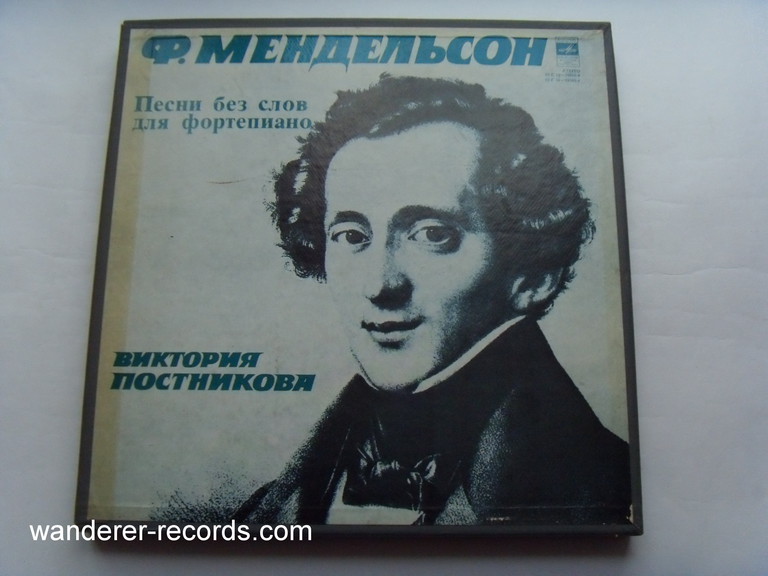 Ф. МЕНДЕЛЬСОН
Песни без слов
для фортепиано
ВИКТОРИЯ
ПОСТНИКОВА
wanderer-records.com